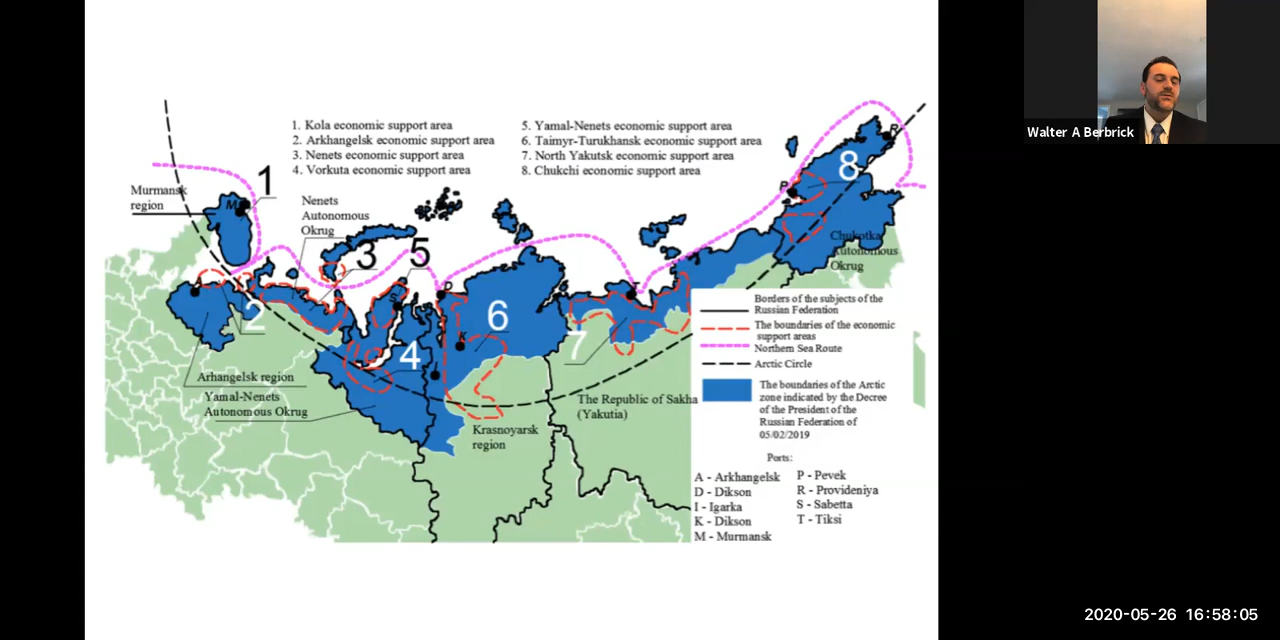 1. Kola economic support area
2. Arkhangelsk economic support area
3. Nenets economic support area
4. Vorkuta economic support area
5. Yamal-Nenets economic support area
6. Taimyr-Turukhansk economic support area
7. North Yakutsk economic support area
8. Chukchi economic support area
Walter A Berbrick
Murmansk
region
1
M
Nenets
Autonomous
Okrug
3
5
R
8
P
Chukotka
Autonomous
Okrug
A
2
S
D
6
K
4
T
7
Arhangelsk region
Yamal-Nenets
Autonomous Okrug
Krasnoyarsk
region
The Republic of Sakha
(Yakutia)
Borders of the subjects of the
Russian Federation
The boundaries of the economic
support areas
Northern Sea Route
Arctic Circle
The boundaries of the Arctic
zone indicated by the Decree
of the President of the
Russian Federation of
05/02/2019
Ports:
A - Arkhangelsk
D - Dikson
I - Igarka
K - Dikson
M - Murmansk
P - Pevek
R - Provideniya
S - Sabetta
T - Tiksi
2020-05-26 16:58:05